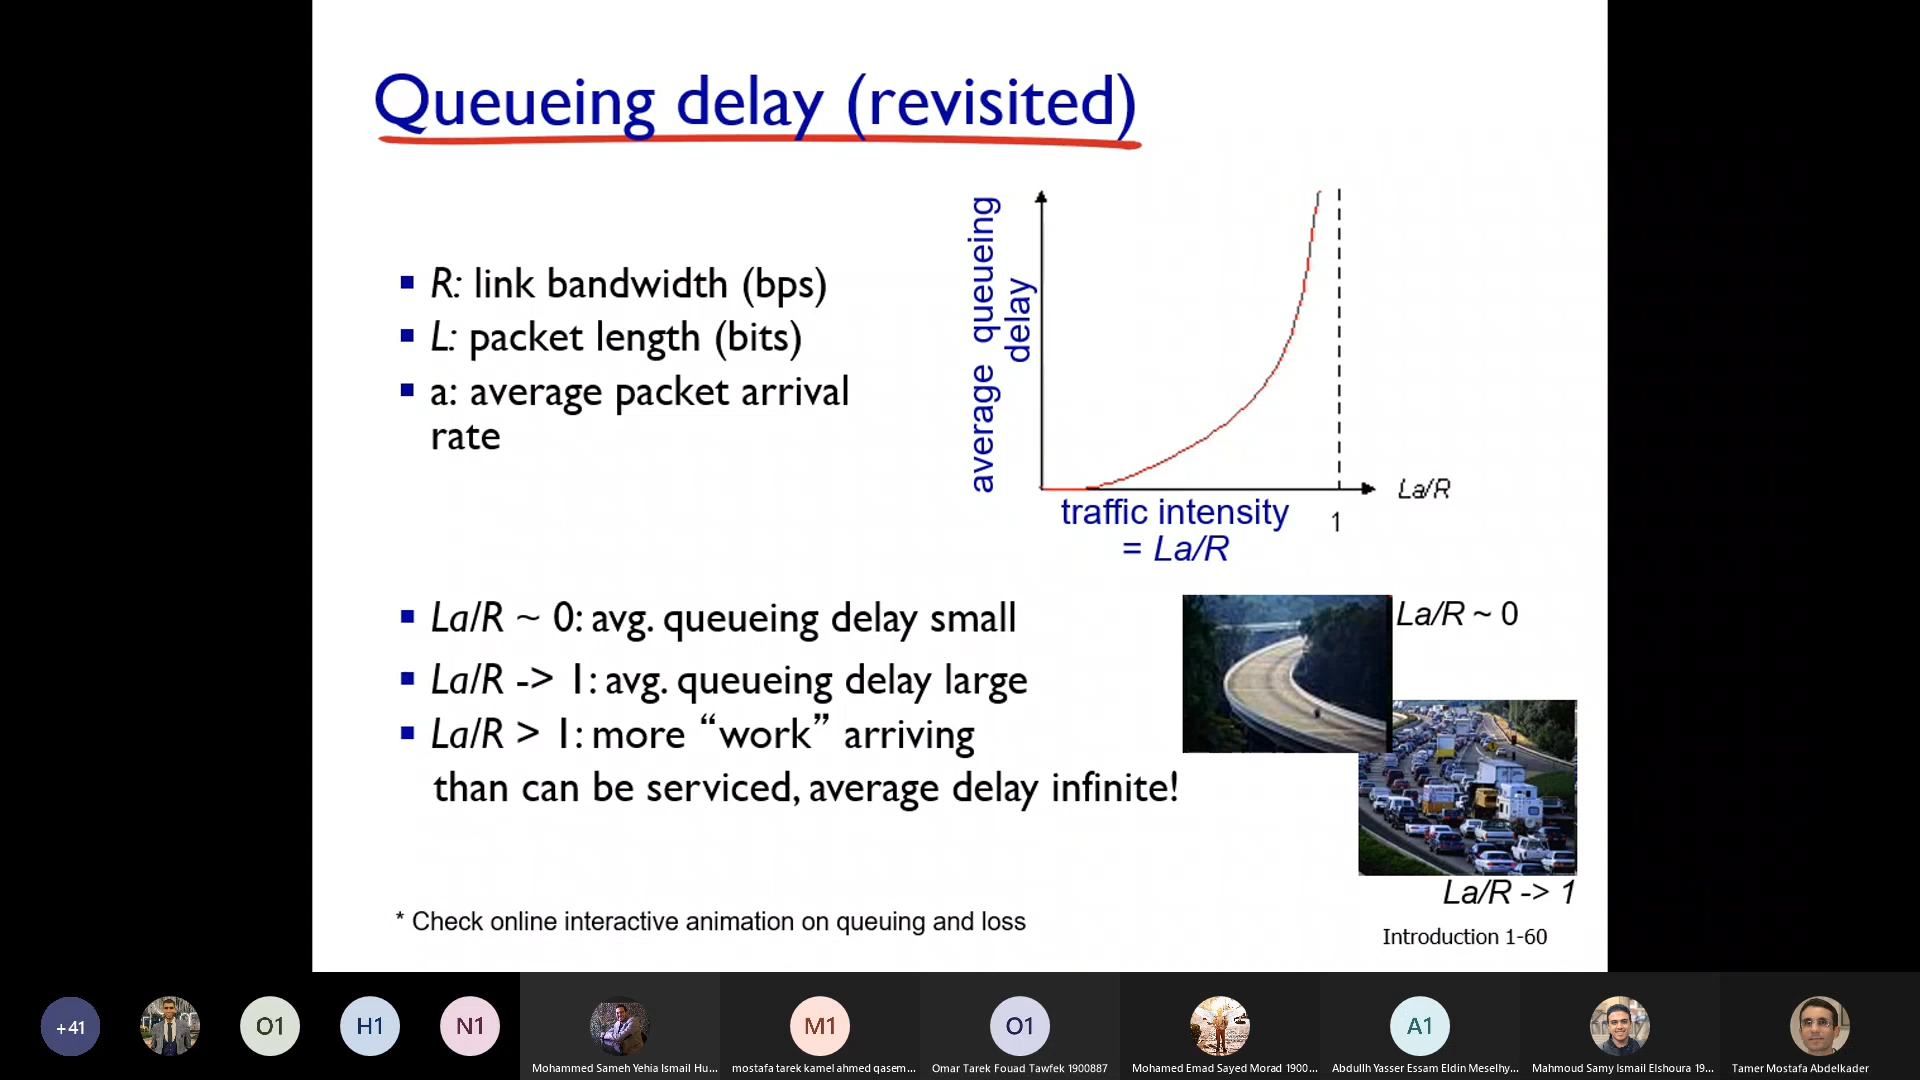 Queueing delay (revisited)
R: link bandwidth (bps)
L: packet length (bits)
a: average packet arrival
rate
average queueing
delay
La/R
traffic intensity
= La/R
1
La/R ~ 0: avg. queueing delay small
La/R -> 1: avg. queueing delay large
La/R > 1: more “work” arriving
than can be serviced, average delay infinite!
La/R ~ 0
La/R -> 1
* Check online interactive animation on queuing and loss
Introduction 1-60
+41
O1
H1
N1
M1
O1
A1
Mohammed Sameh Yehia Ismail Hu...
mostafa tarek kamel ahmed qasem...
Omar Tarek Fouad Tawfek 1900887
Mohamed Emad Sayed Morad 1900...
Abdullh Yasser Essam Eldin Meselhy...
Mahmoud Samy Ismail Elshoura 19...
Tamer Mostafa Abdelkader